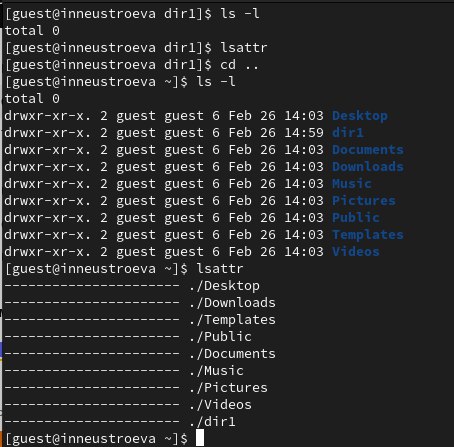 [guest@inneustroeva dir1]$ ls -l
total 0
[guest@inneustroeva dir1]$ lsattr
[guest@inneustroeva dir1]$ cd ..
[guest@inneustroeva ~]$ ls -l
total 0
drwxr-xr-x. 2 guest guest 6 Feb 26 14:03 Desktop
drwxr-xr-x. 2 guest guest 6 Feb 26 14:59 dir1
drwxr-xr-x. 2 guest guest 6 Feb 26 14:03 Documents
drwxr-xr-x. 2 guest guest 6 Feb 26 14:03 Downloads
drwxr-xr-x. 2 guest guest 6 Feb 26 14:03 Music
drwxr-xr-x. 2 guest guest 6 Feb 26 14:03 Pictures
drwxr-xr-x. 2 guest guest 6 Feb 26 14:03 Public
drwxr-xr-x. 2 guest guest 6 Feb 26 14:03 Templates
drwxr-xr-x. 2 guest guest 6 Feb 26 14:03 Videos
[guest@inneustroeva ~]$ lsattr
---------------------- ./Desktop
---------------------- ./Downloads
---------------------- ./Templates
---------------------- ./Public
---------------------- ./Documents
---------------------- ./Music
---------------------- ./Pictures
---------------------- ./Videos
---------------------- ./dir1
[guest@inneustroeva ~]$